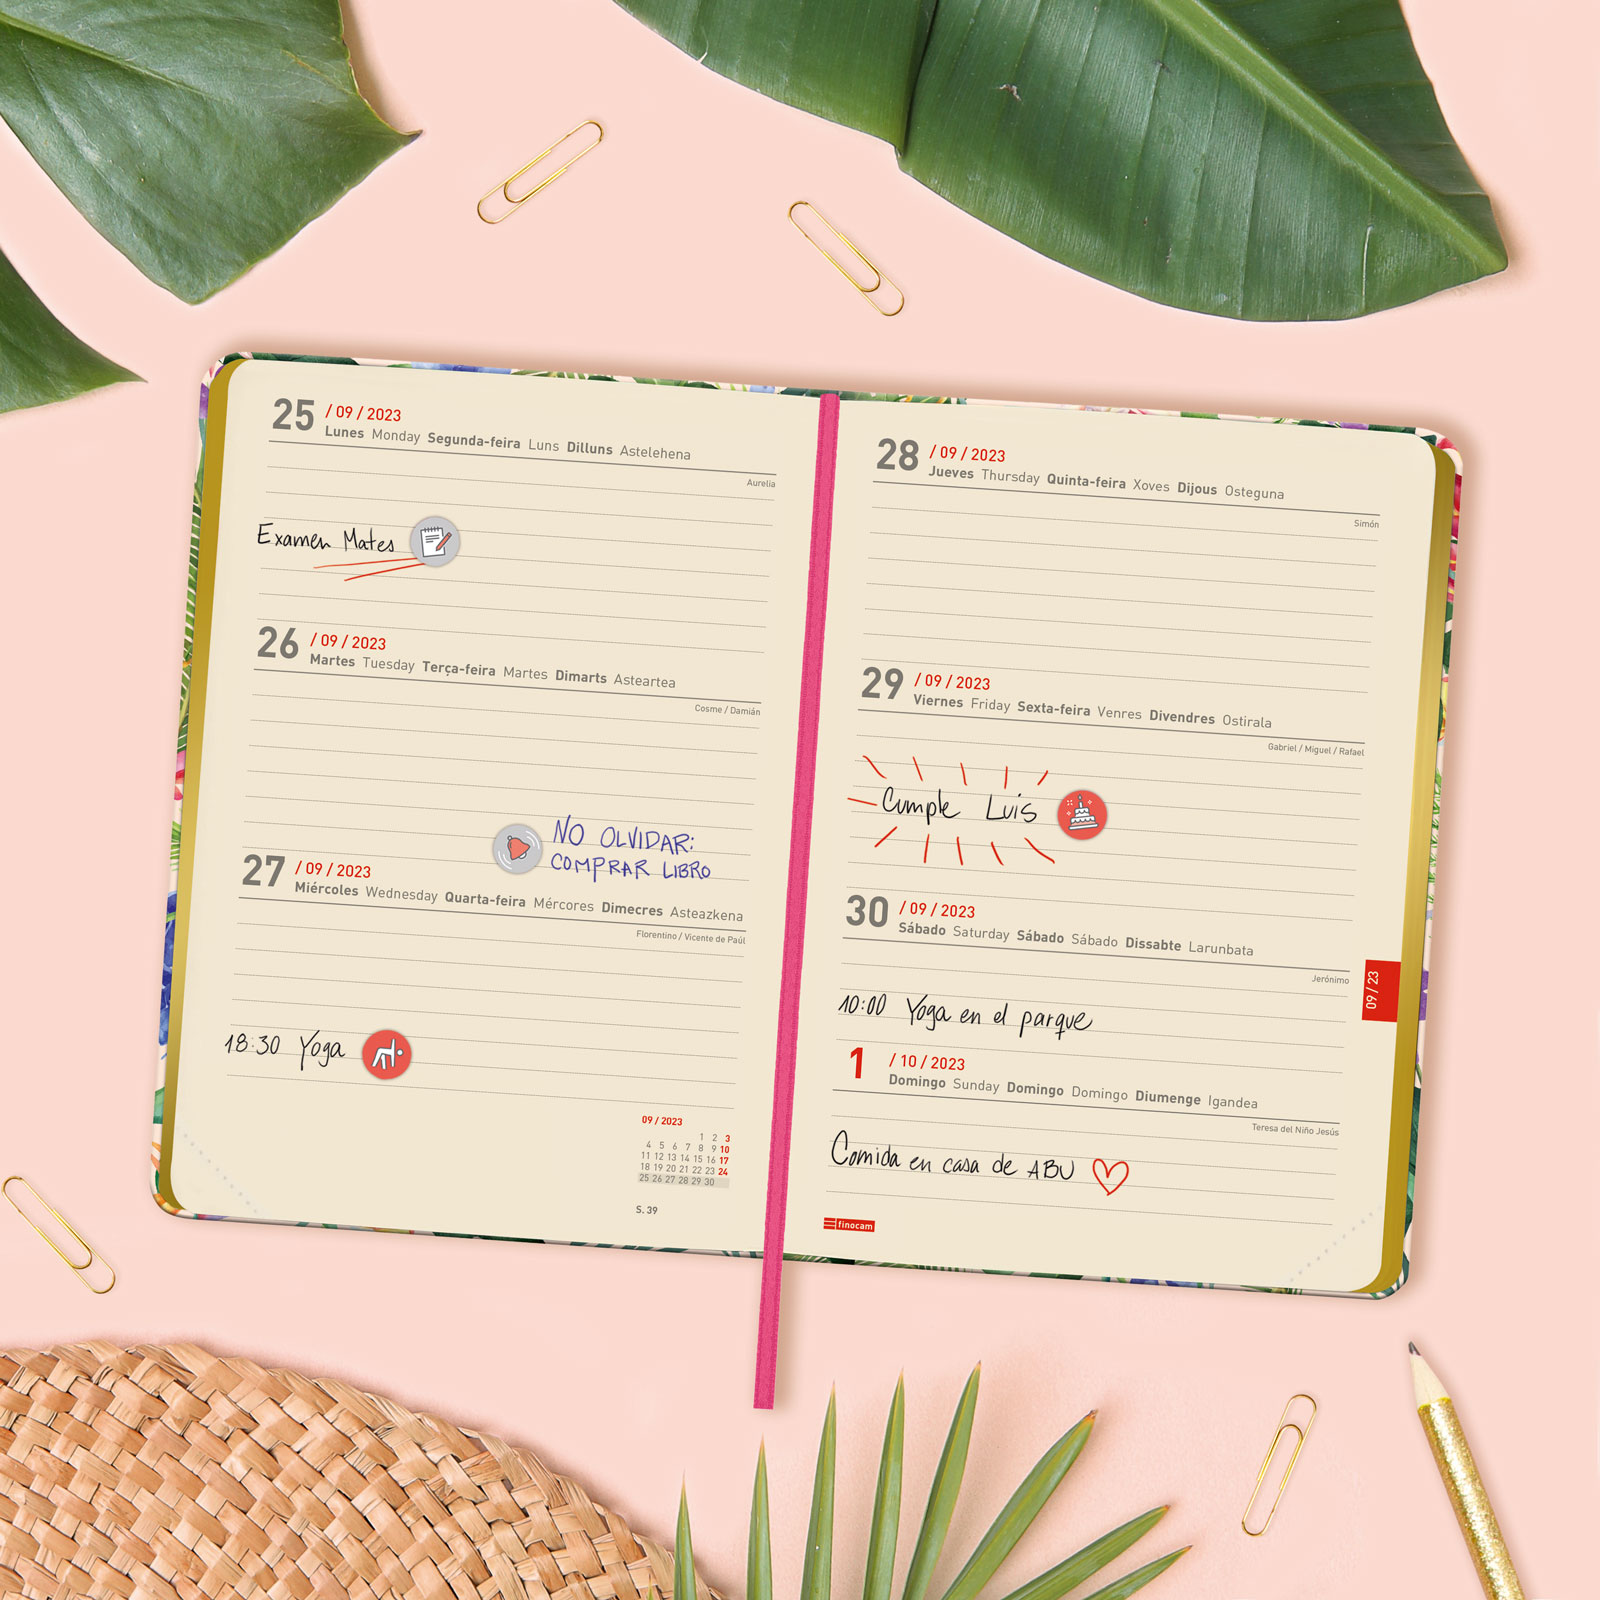 25 / 09 / 2023
Lunes Monday Segunda-feira Luns Dilluns Astelehena
Aurelia
Examen Mates
26 / 09 / 2023
Martes Tuesday Terça-feira Martes Dimarts Asteartea
Cosme / Damián
NO OLVIDAR:
COMPRAR LIBRO
27 / 09 / 2023
Miércoles Wednesday Quarta-feira Mércores Dimecres Asteazkena
Florentino / Vicente de Paúl
18:30 Yoga
09 / 2023
1 2 3
4 5 6 7 8 9 10
11 12 13 14 15 16 17
18 19 20 21 22 23 24
25 26 27 28 29 30
S. 39
28 / 09 / 2023
Jueves Thursday Quinta-feira Xoves Dijous Osteguna
Simón
29 / 09 / 2023
Viernes Friday Sexta-feira Venres Divendres Ostirala
Gabriel / Miguel / Rafael
Cumple Luis
30 / 09 / 2023
Sábado Saturday Sábado Sábado Dissabte Larunbata
Jerónimo
09 / 23
10:00 Yoga en el parque
1 / 10 / 2023
Domingo Sunday Domingo Domingo Diumenge Igandea
Teresa del Niño Jesús
Comida en casa de ABU
finocam